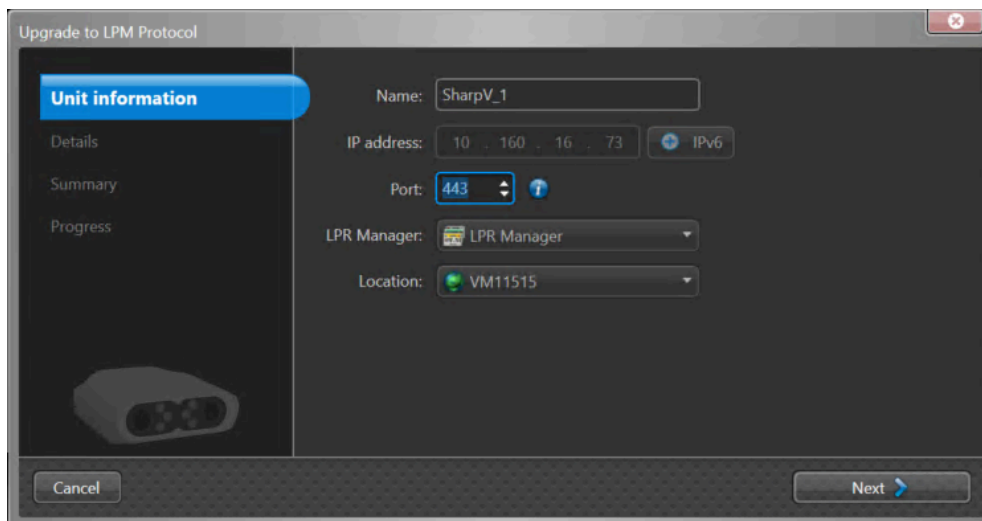 Upgrade to LPM Protocol
Unit information
Details
Summary
Progress
Name: SharpV_1
IP address: 10 . 160 . 16 . 73 IPv6
Port: 443
LPR Manager: LPR Manager
Location: VM11515
Cancel
Next